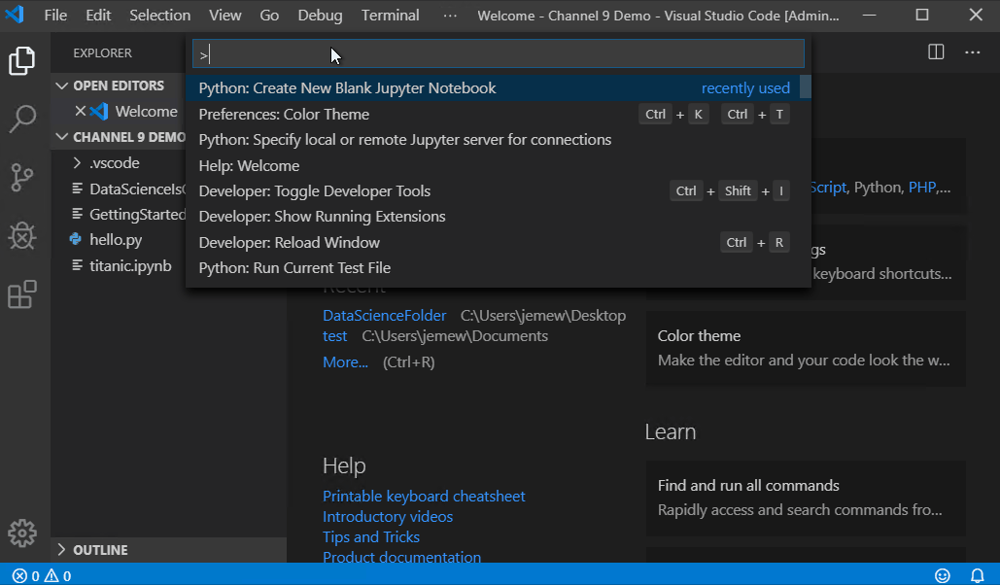 File Edit Selection View Go Debug Terminal ··· Welcome - Channel 9 Demo - Visual Studio Code [Admin...
EXPLORER
>
OPEN EDITORS
Welcome
CHANNEL 9 DEMO
.vscode
DataScienceIs
GettingStarted
hello.py
titanic.ipynb
OUTLINE
Python: Create New Blank Jupyter Notebook recently used
Preferences: Color Theme Ctrl + K Ctrl + T
Python: Specify local or remote Jupyter server for connections
Help: Welcome
Developer: Toggle Developer Tools Ctrl + Shift + I
Developer: Show Running Extensions
Developer: Reload Window Ctrl + R
Python: Run Current Test File
Recent
DataScienceFolder C:\Users\jemew\Desktop
test C:\Users\jemew\Documents
More... (Ctrl+R)
Help
Printable keyboard cheatsheet
Introductory videos
Tips and Tricks
Product documentation
Script, Python, PHP,...
gs
keyboard shortcuts...
Color theme
Make the editor and your code look the w...
Learn
Find and run all commands
Rapidly access and search commands fro...
0 0